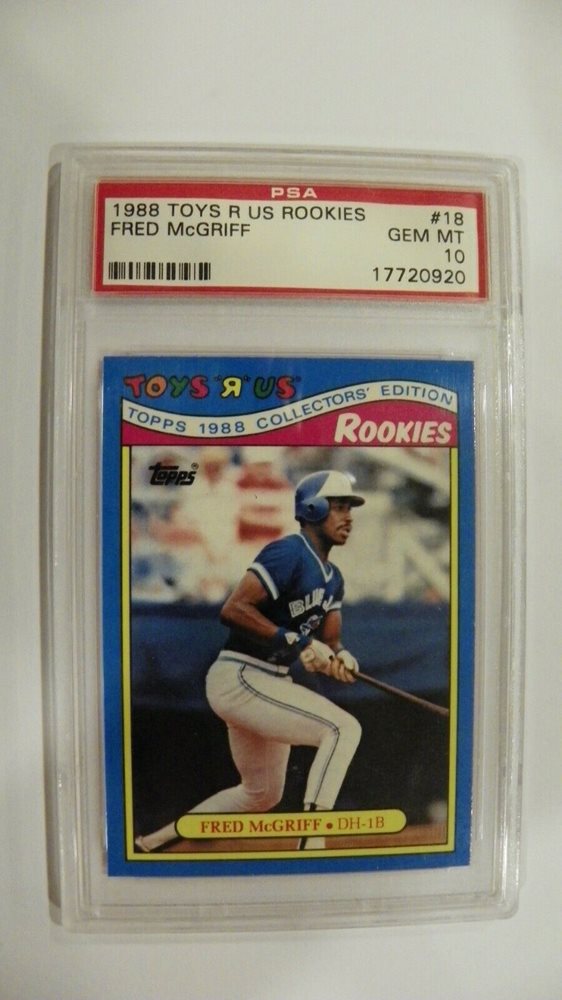 PSA
1988 TOYS R US ROOKIES #18
FRED McGRIFF GEM MT
10
17720920
TOYS "R" US
TOPPS 1988 COLLECTORS' EDITION
ROOKIES
topps®
BLUE J
FRED McGRIFF • DH-1B